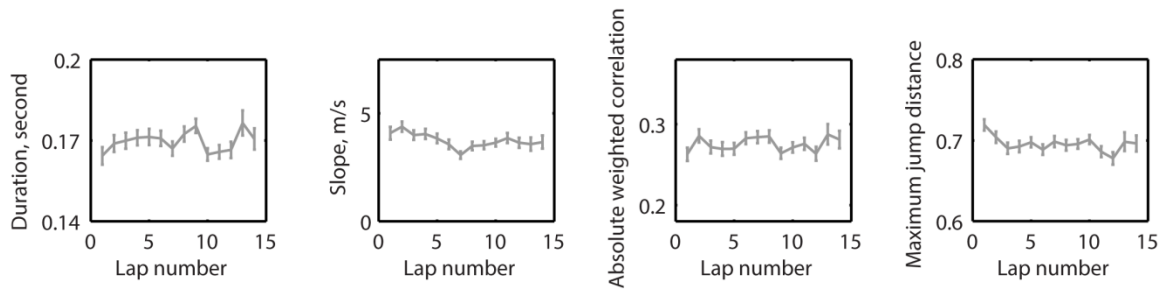 Duration, second
0.2
0.17
0.14
0 5 10 15
Lap number
Slope, m/s
5
0
0 5 10 15
Lap number
Absolute weighted correlation
0.3
0.2
0 5 10 15
Lap number
Maximum jump distance
0.8
0.7
0.6
0 5 10 15
Lap number